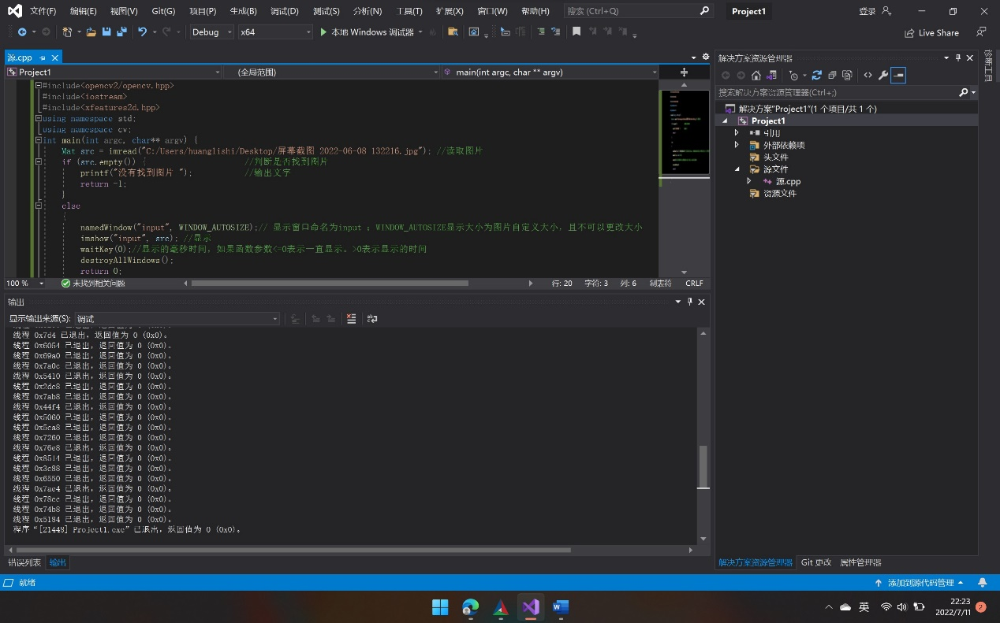 文件(F) 编辑(E) 视图(V) Git(G) 项目(P) 生成(B) 调试(D) 测试(S) 分析(N) 工具(T) 扩展(X) 窗口(W) 帮助(H) 搜索 (Ctrl+Q) Project1 登录
Debug x64 本地 Windows 调试器 Live Share
源.cpp
Project1 (全局范围) main(int argc, char ** argv)
#include<opencv2/opencv.hpp>
#include<iostream>
#include<xfeatures2d.hpp>
using namespace std;
using namespace cv;
int main(int argc, char** argv) {
Mat src = imread("C:/Users/huanglishi/Desktop/屏幕截图 2022-06-08 132216.jpg"); //读取图片
if (src.empty()) { //判断是否找到图片
printf("没有找到图片 "); //输出文字
return -1;
}
else
namedWindow("input", WINDOW_AUTOSIZE);// 显示窗口命名为input ；WINDOW_AUTOSIZE显示大小为图片自定义大小，且不可以更改大小
imshow("input", src); //显示
waitKey(0);//显示的毫秒时间，如果函数参数<=0表示一直显示。>0表示显示的时间
destroyAllWindows();
return 0;
100 % 未找到相关问题 行: 20 字符: 3 列: 6 制表符 CRLF
输出
显示输出来源(S): 调试
线程 0x7d4 已退出，返回值为 0 (0x0)。
线程 0x6054 已退出，返回值为 0 (0x0)。
线程 0x69a0 已退出，返回值为 0 (0x0)。
线程 0x7a0c 已退出，返回值为 0 (0x0)。
线程 0x5410 已退出，返回值为 0 (0x0)。
线程 0x2dc8 已退出，返回值为 0 (0x0)。
线程 0x7ab8 已退出，返回值为 0 (0x0)。
线程 0x44f4 已退出，返回值为 0 (0x0)。
线程 0x5060 已退出，返回值为 0 (0x0)。
线程 0x5ca8 已退出，返回值为 0 (0x0)。
线程 0x7260 已退出，返回值为 0 (0x0)。
线程 0x76e8 已退出，返回值为 0 (0x0)。
线程 0x8514 已退出，返回值为 0 (0x0)。
线程 0x3c88 已退出，返回值为 0 (0x0)。
线程 0x6550 已退出，返回值为 0 (0x0)。
线程 0x7ae4 已退出，返回值为 0 (0x0)。
线程 0x78cc 已退出，返回值为 0 (0x0)。
线程 0x74b8 已退出，返回值为 0 (0x0)。
线程 0x5184 已退出，返回值为 0 (0x0)。
程序“[21448] Project1.exe”已退出，返回值为 0 (0x0)。
错误列表 输出
解决方案资源管理器
搜索解决方案资源管理器(Ctrl+;)
解决方案"Project1"(1 个项目/共 1 个)
Project1
引用
外部依赖项
头文件
源文件
源.cpp
资源文件
解决方案资源管理器 Git 更改 属性管理器
诊断工具
就绪 添加到源代码管理
英 22:23
2022/7/11 2